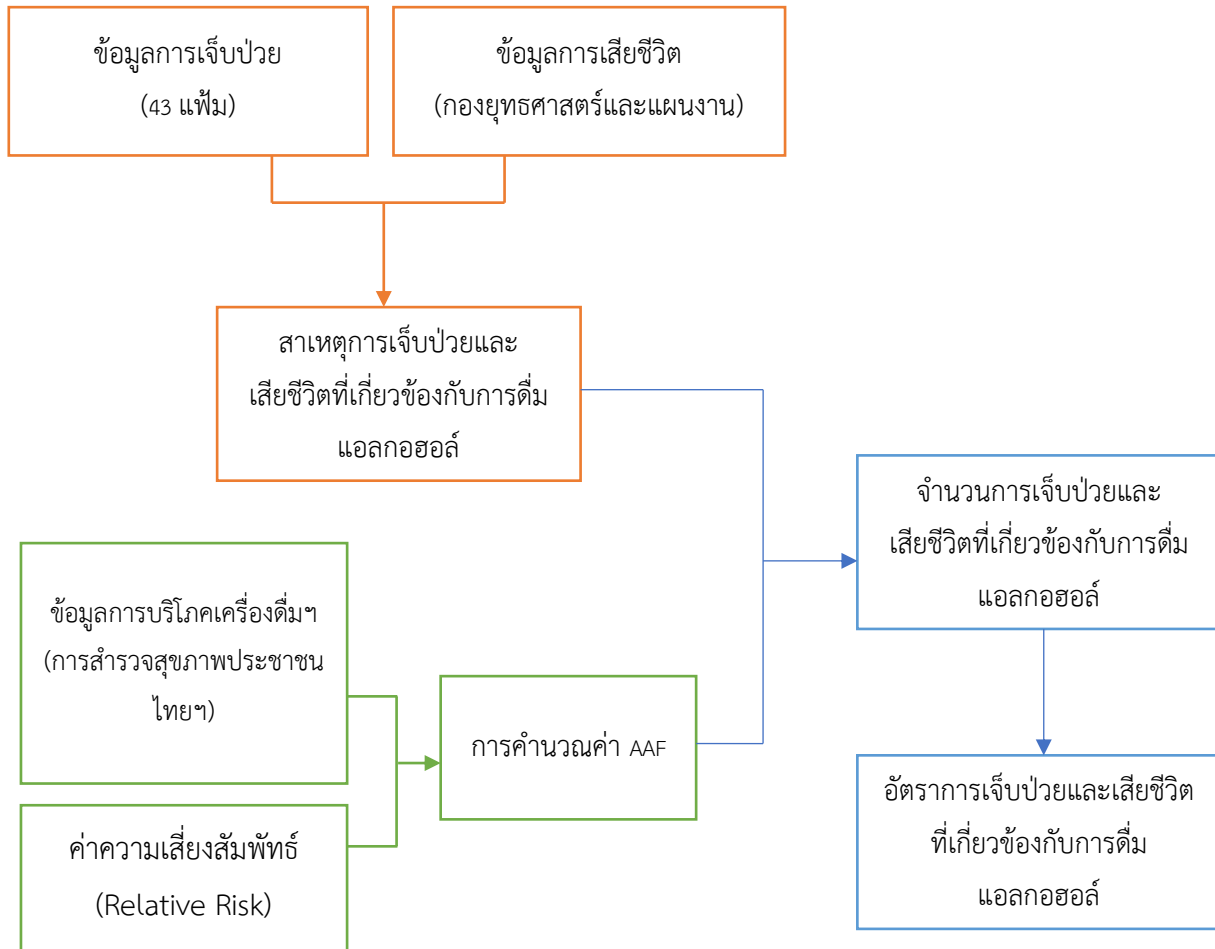 ข้อมูลการเจ็บป่วย
(43 แฟ้ม)
ข้อมูลการเสียชีวิต
(กองยุทธศาสตร์และแผนงาน)
สาเหตุการเจ็บป่วยและ
เสียชีวิตที่เกี่ยวข้องกับการดื่ม
แอลกอฮอล์
ข้อมูลการบริโภคเครื่องดื่มฯ
(การสำรวจสุขภาพประชาชน
ไทยฯ)
ค่าความเสี่ยงสัมพัทธ์
(Relative Risk)
การคำนวณค่า AAF
จำนวนการเจ็บป่วยและ
เสียชีวิตที่เกี่ยวข้องกับการดื่ม
แอลกอฮอล์
อัตราการเจ็บป่วยและเสียชีวิต
ที่เกี่ยวข้องกับการดื่ม
แอลกอฮอล์